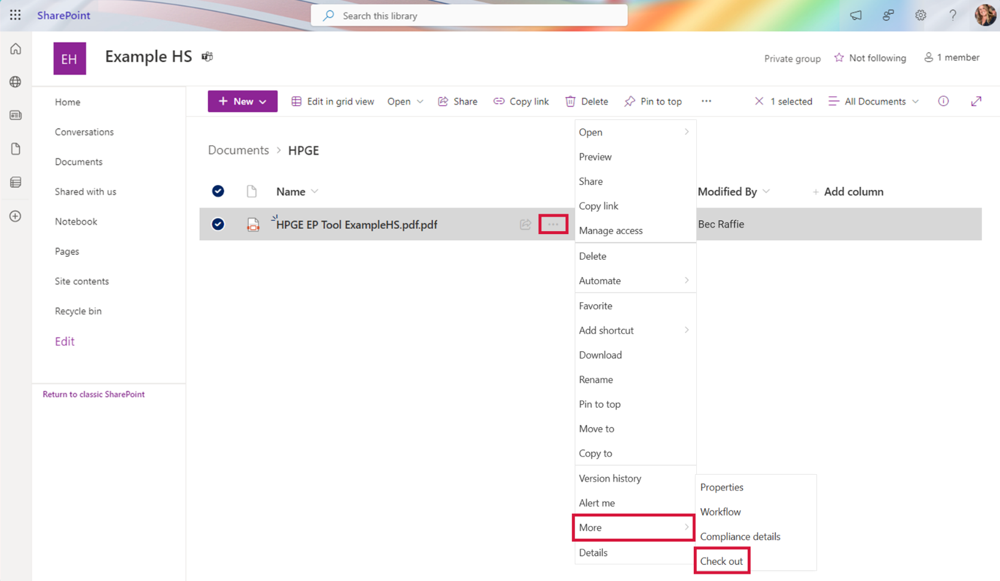 SharePoint
Search this library
EH
Example HS
Private group
Not following
1 member
Home
Conversations
Documents
Shared with us
Notebook
Pages
Site contents
Recycle bin
Edit
Return to classic SharePoint
+ New
Edit in grid view
Open
Share
Copy link
Delete
Pin to top
...
1 selected
All Documents
Documents > HPGE
Name
Modified By
+ Add column
HPGE EP Tool ExampleHS.pdf.pdf
...
Bec Raffie
Open
Preview
Share
Copy link
Manage access
Delete
Automate
Favorite
Add shortcut
Download
Rename
Pin to top
Move to
Copy to
Version history
Alert me
More
Details
Properties
Workflow
Compliance details
Check out